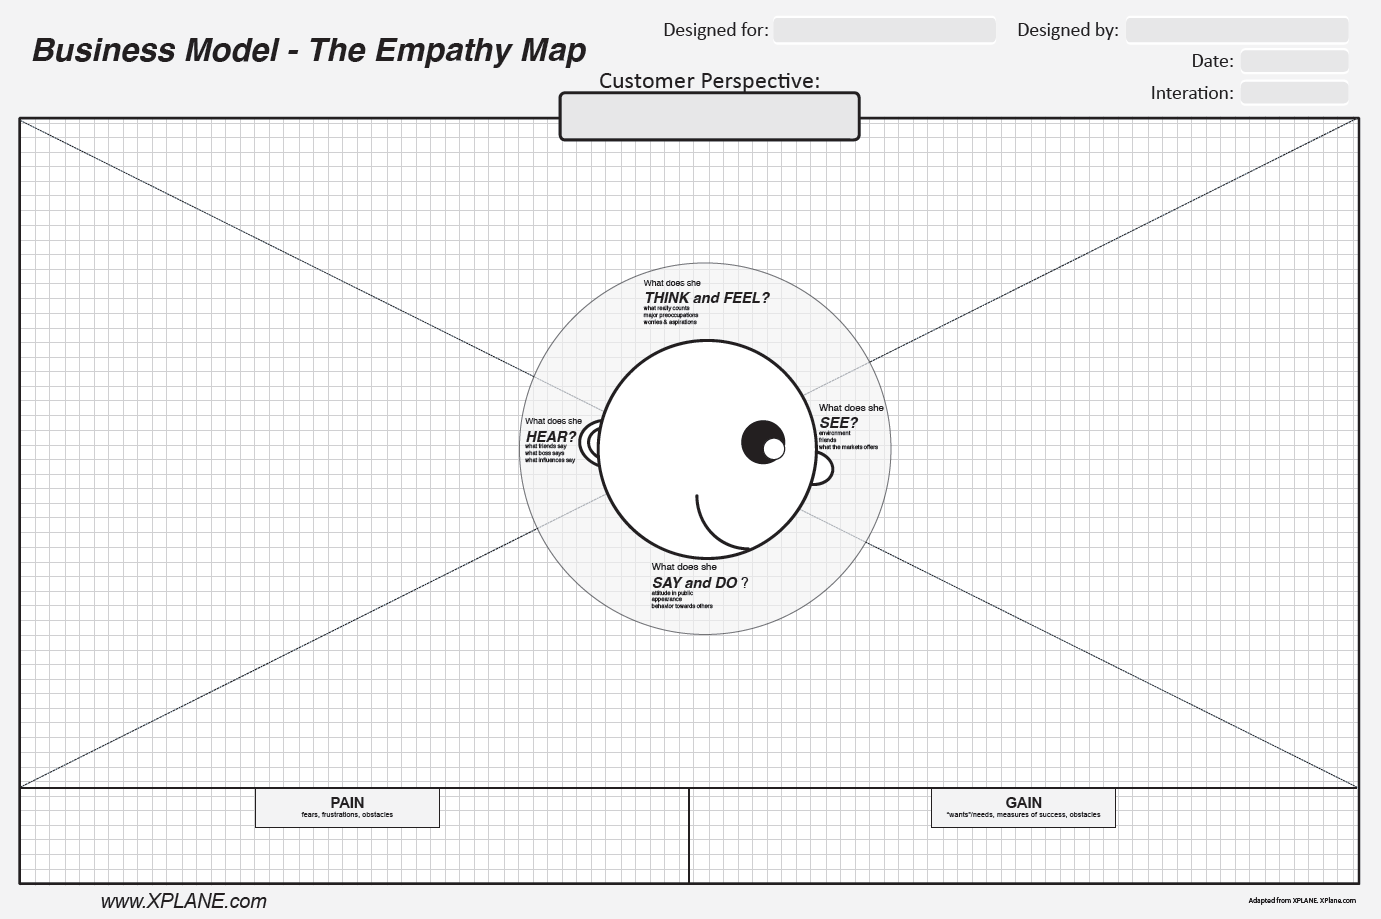 Designed for:
Designed by:
Business Model - The Empathy Map
Date:
Customer Perspective:
Interation:
What does she
THINK and FEEL?
what really counts
major preoccupations
worries & aspirations
What does she
HEAR?
what friends say
what boss says
what influences say
What does she
SEE?
environment
friends
what the markets offers
What does she
SAY and DO ?
attitude in public
appearance
behavior towards others
PAIN
fears, frustrations, obstacles
GAIN
"wants"/needs, measures of success, obstacles
www.XPLANE.com
Adapted from XPLANE. XPlane.com